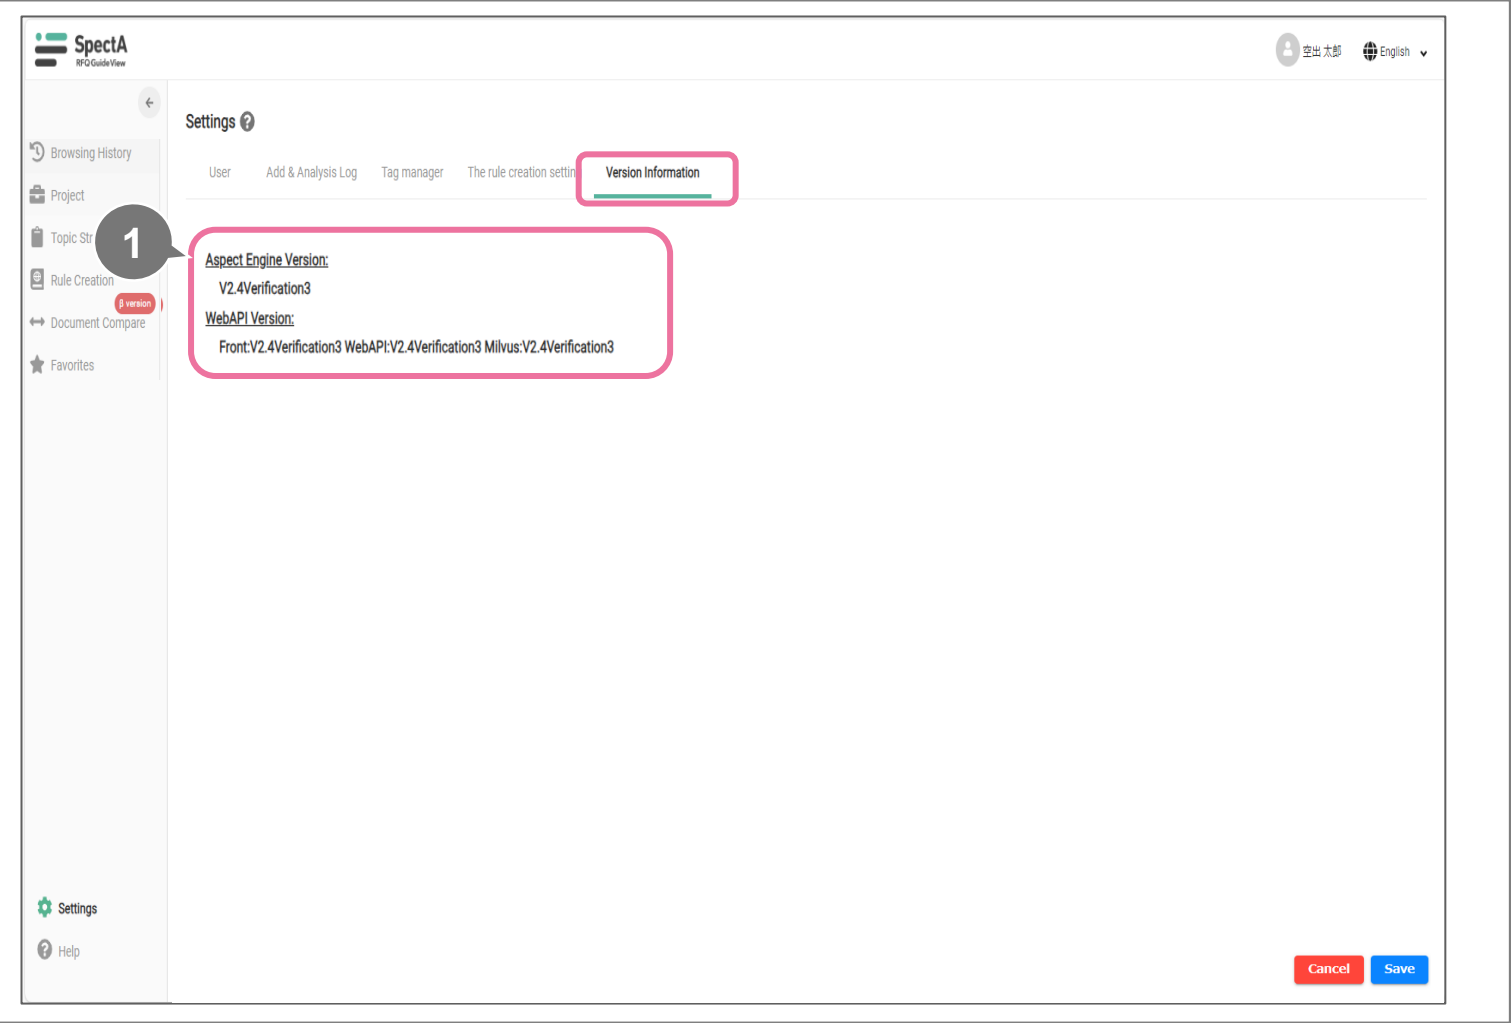 SpectA
RFQ GuideView
空出 太郎
English
Settings
User
Add & Analysis Log
Tag manager
The rule creation settin
Version Information
Browsing History
Project
Topic Str
Rule Creation
β version
Document Compare
Favorites
1
Aspect Engine Version:
V2.4Verification3
WebAPI Version:
Front:V2.4Verification3 WebAPI:V2.4Verification3 Milvus:V2.4Verification3
Settings
Help
Cancel
Save